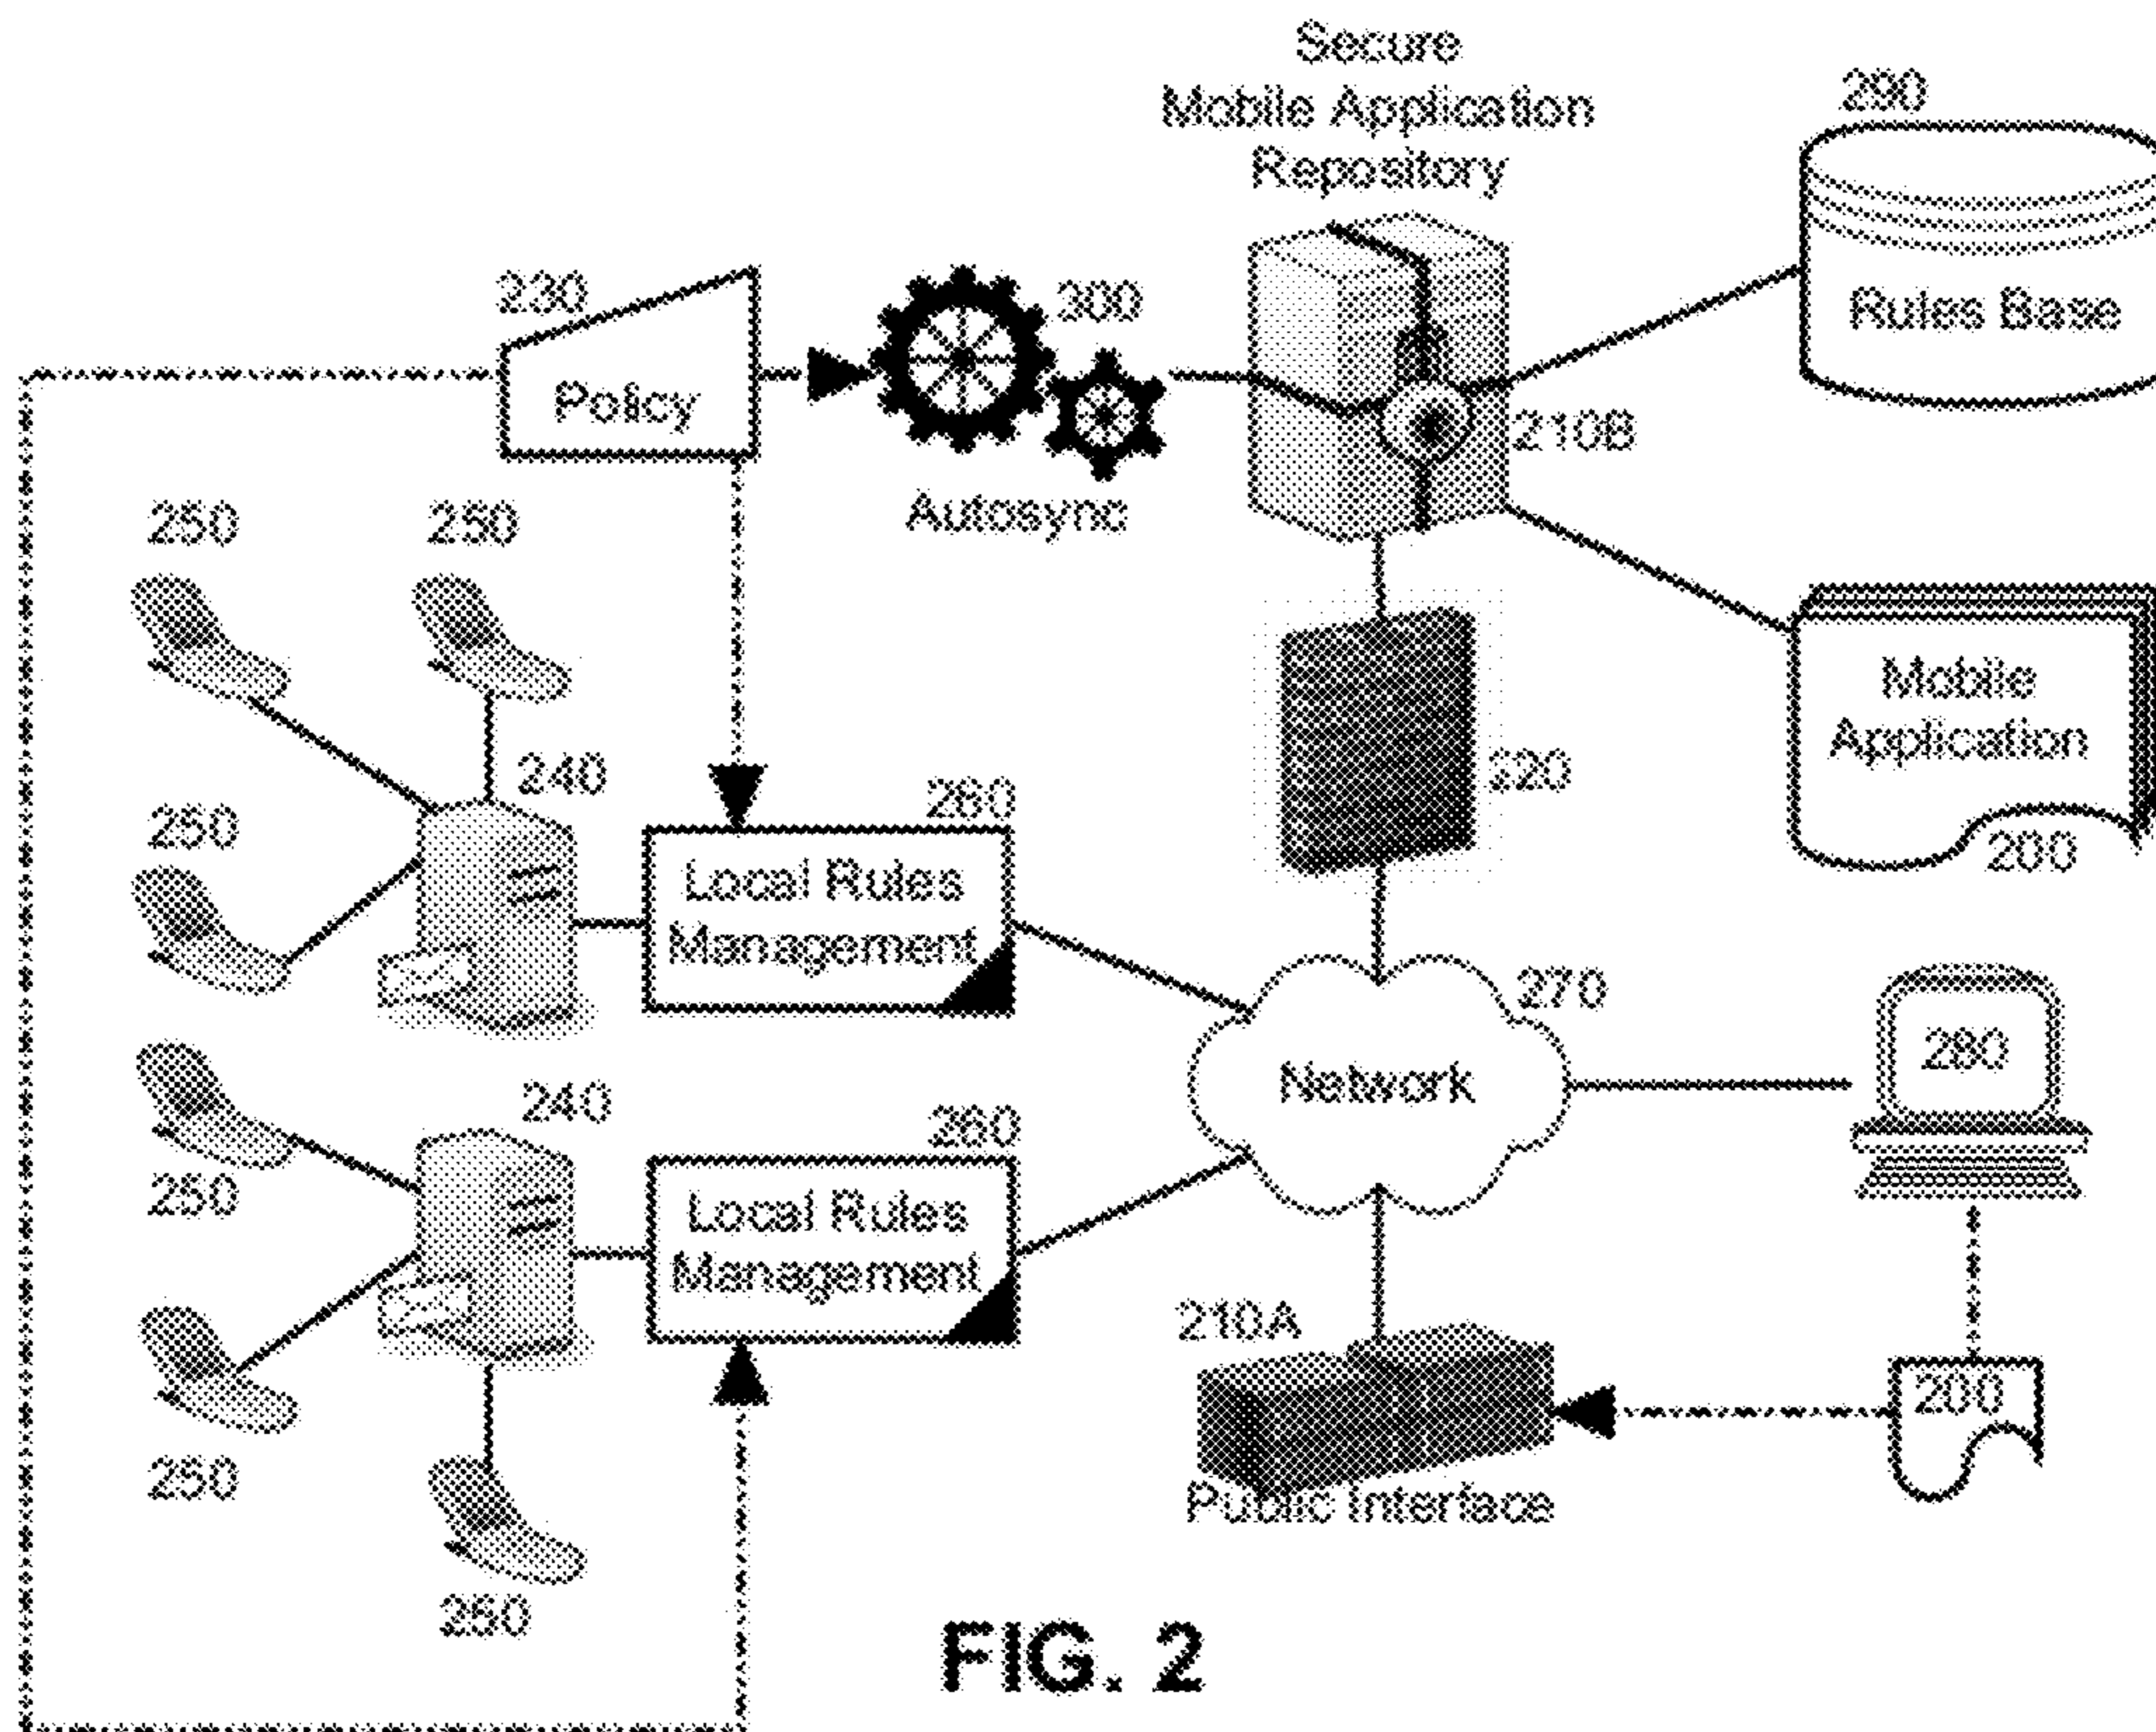 Secure
Mobile Application
Repository
290
230
300
Rules Base
Policy
210B
Autosync
250
250
Mobile
Application
240
220
260
250
200
Local Rules
Management
270
Network
280
240
260
250
Local Rules
Management
210A
200
250
Public Interface
250
FIG. 2